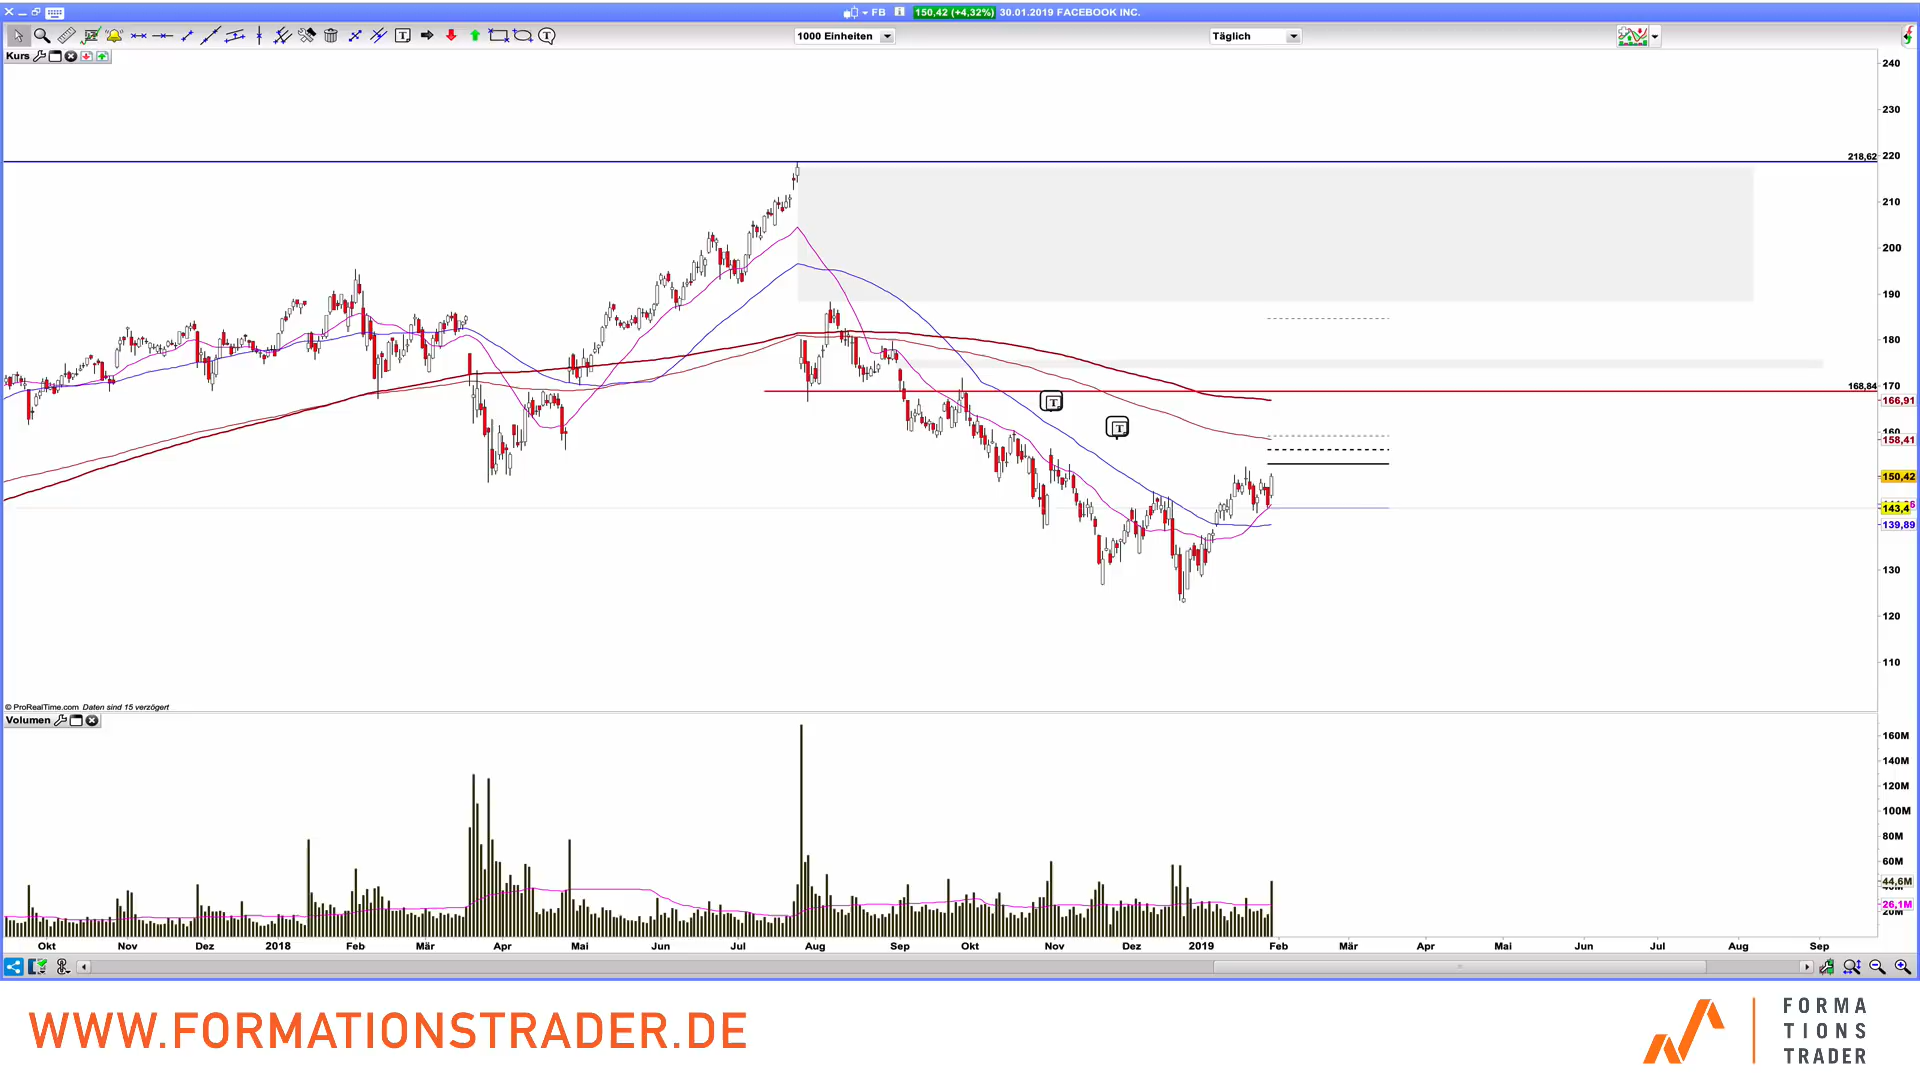 FB 150,42 (+4,32%) 30.01.2019 FACEBOOK INC.
1000 Einheiten
Täglich
Kurs
240
230
218,62
220
210
200
190
180
168,84
170
166,91
160
158,41
150,42
143,4
139,89
130
120
110
© ProRealTime.com Daten sind 15 verzögert
Volumen
160M
140M
120M
100M
80M
60M
44,6M
26,1M
20M
Okt Nov Dez 2018 Feb Mär Apr Mai Jun Jul Aug Sep Okt Nov Dez 2019 Feb Mär Apr Mai Jun Jul Aug Sep
WWW.FORMATIONSTRADER.DE
FORMA
TIONS
TRADER